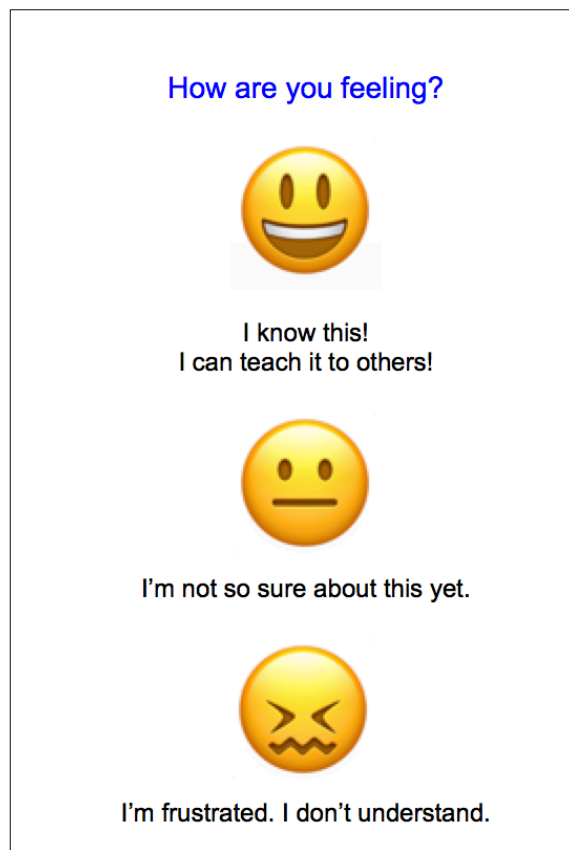 How are you feeling?
I know this!
I can teach it to others!
I’m not so sure about this yet.
I’m frustrated. I don’t understand.